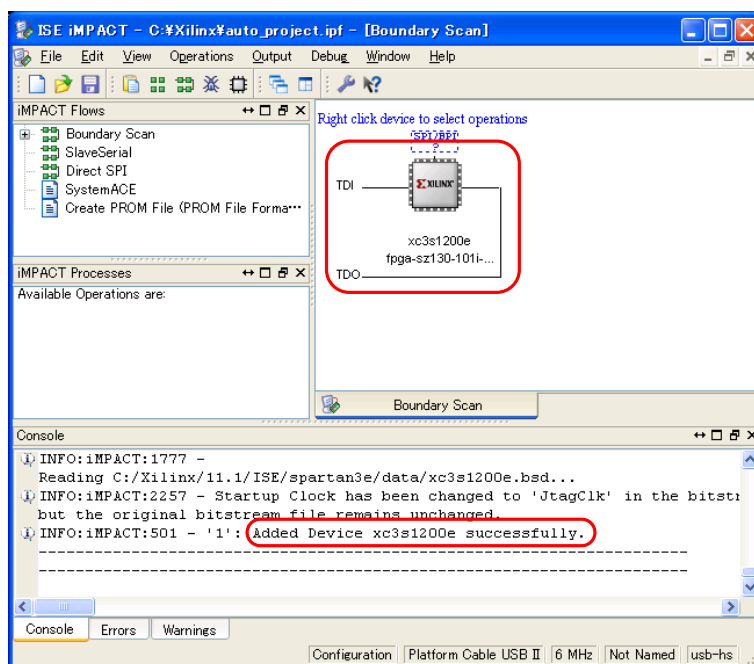 ISE iMPACT - C:¥Xilinx¥auto_project.ipf - [Boundary Scan]
File Edit View Operations Output Debug Window Help
iMPACT Flows
Boundary Scan
SlaveSerial
Direct SPI
SystemACE
Create PROM File (PROM File Forma…
iMPACT Processes
Available Operations are:
Right click device to select operations
SPI/BPI
?
TDI
XILINX
xc3s1200e
fpga-sz130-101i-...
TDO
Boundary Scan
Console
INFO:iMPACT:1777 -
Reading C:/Xilinx/11.1/ISE/spartan3e/data/xc3s1200e.bsd...
INFO:iMPACT:2257 - Startup Clock has been changed to 'JtagClk' in the bitstr
but the original bitstream file remains unchanged.
INFO:iMPACT:501 - '1': Added Device xc3s1200e successfully.
----------------------------------------------------------------------
----------------------------------------------------------------------
Console Errors Warnings
Configuration Platform Cable USB II 6 MHz Not Named usb-hs